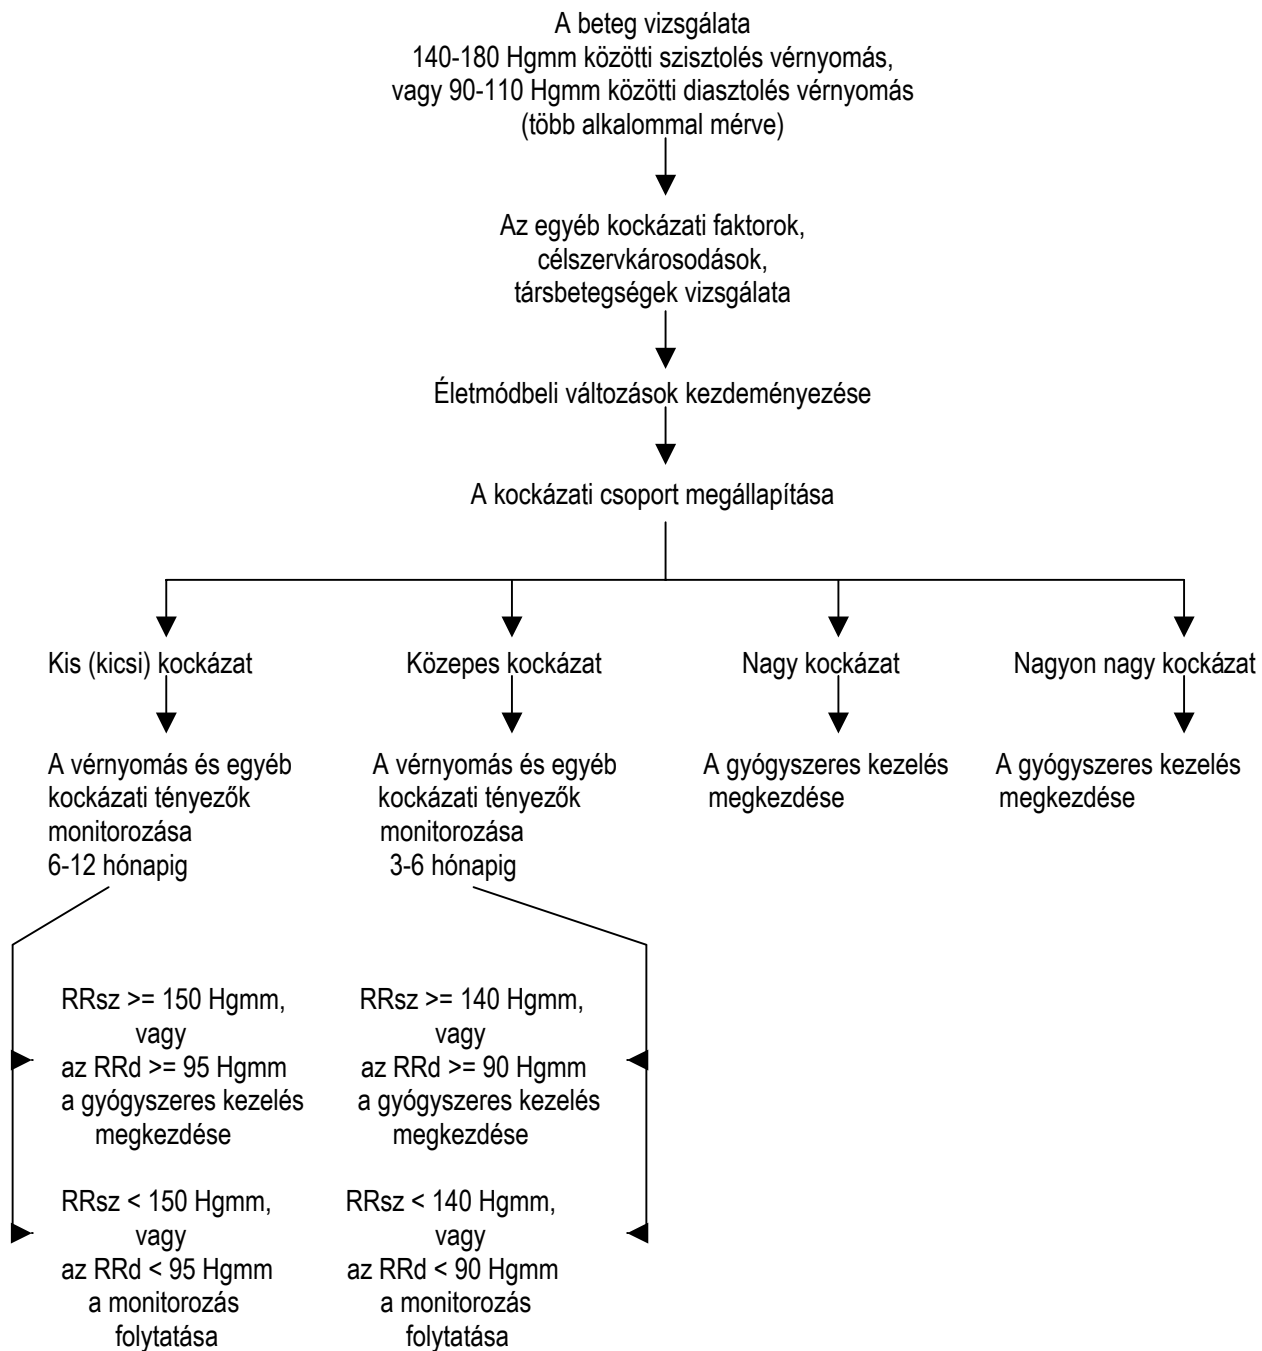 A beteg vizsgálata
140-180 Hgmm közötti szisztolés vérnyomás,
vagy 90-110 Hgmm közötti diasztolés vérnyomás
(több alkalommal mérve)
Az egyéb kockázati faktorok,
célszervkárosodások,
társbetegségek vizsgálata
Életmódbeli változások kezdeményezése
A kockázati csoport megállapítása
Kis (kicsi) kockázat
A vérnyomás és egyéb
kockázati tényezők
monitorozása
6-12 hónapig
RRsz >= 150 Hgmm,
vagy
az RRd >= 95 Hgmm
a gyógyszeres kezelés
megkezdése
RRsz < 150 Hgmm,
vagy
az RRd < 95 Hgmm
a monitorozás
folytatása
Közepes kockázat
A vérnyomás és egyéb
kockázati tényezők
monitorozása
3-6 hónapig
RRsz >= 140 Hgmm,
vagy
az RRd >= 90 Hgmm
a gyógyszeres kezelés
megkezdése
RRsz < 140 Hgmm,
vagy
az RRd < 90 Hgmm
a monitorozás
folytatása
Nagy kockázat
A gyógyszeres kezelés
megkezdése
Nagyon nagy kockázat
A gyógyszeres kezelés
megkezdése